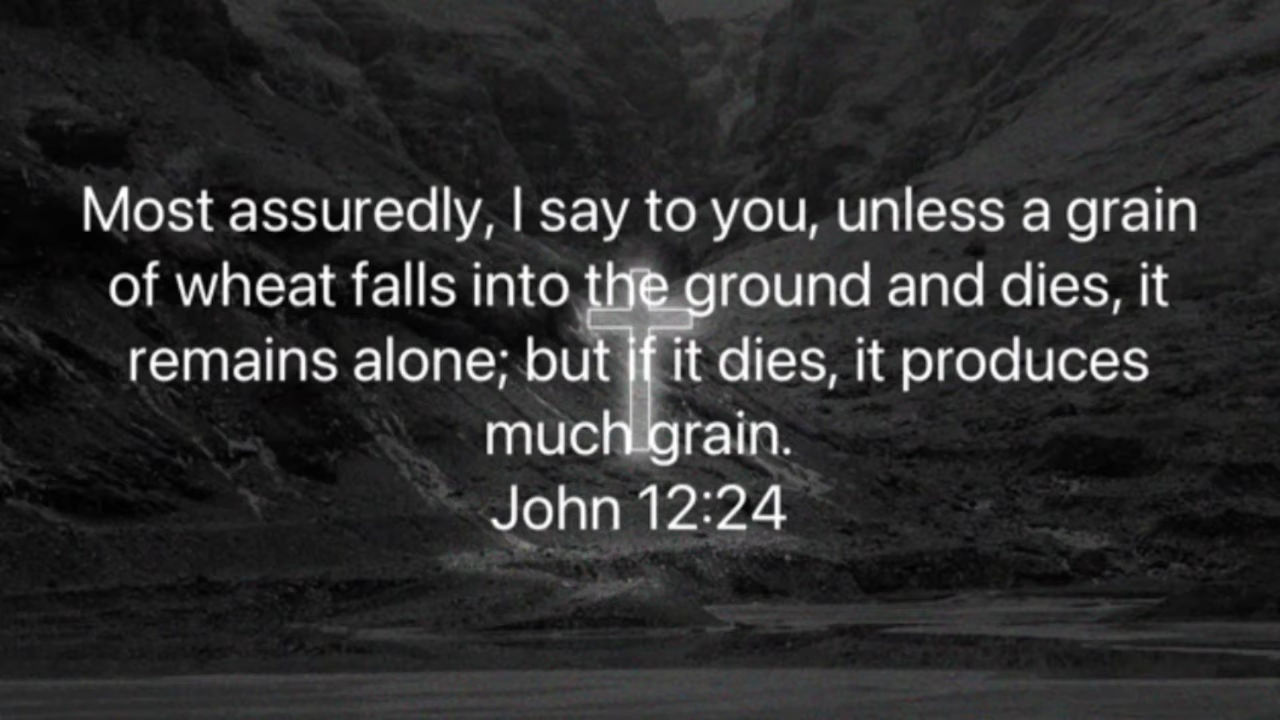 Most assuredly, I say to you, unless a grain
of wheat falls into the ground and dies, it
remains alone; but if it dies, it produces
much grain.
John 12:24